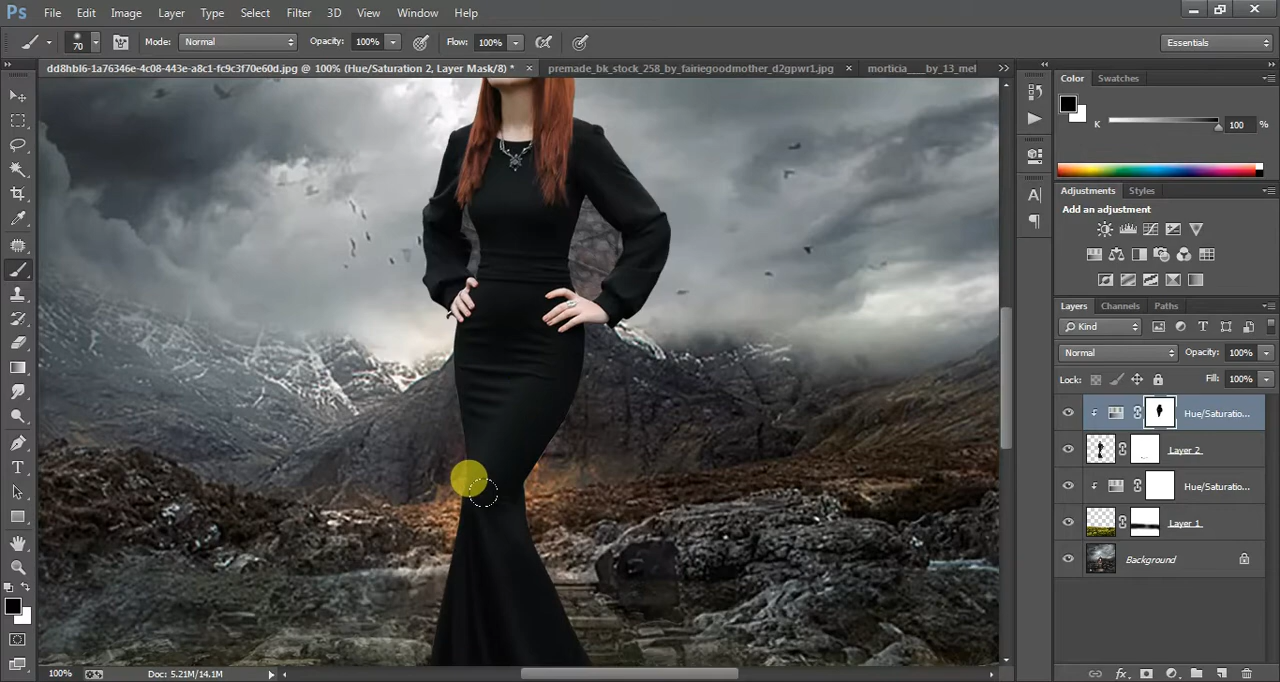 Ps File Edit Image Layer Type Select Filter 3D View Window Help
70 Mode: Normal Opacity: 100% Flow: 100% Essentials
dd8hbl6-1a76346e-4c08-443e-a8c1-fc9c3f70e60d.jpg @ 100% (Hue/Saturation 2, Layer Mask/8) * premade_bk_stock_258_by_fairiegoodmother_d2gpwr1.jpg morticia____by_13_mel
Color Swatches
K 100 %
Adjustments Styles
Add an adjustment
Layers Channels Paths
Kind
Normal Opacity: 100%
Lock: Fill: 100%
Hue/Saturatio...
Layer 2
Hue/Saturatio...
Layer 1
Background
100% Doc: 5.21M/14.1M